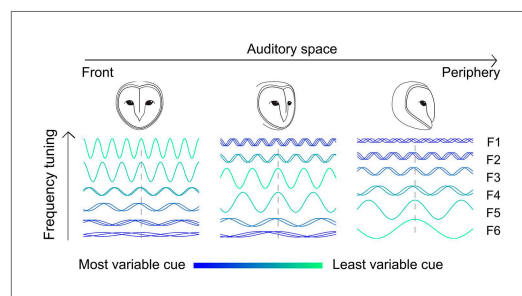 Auditory space
Front
Periphery
Frequency tuning
F1
F2
F3
F4
F5
F6
Most variable cue
Least variable cue